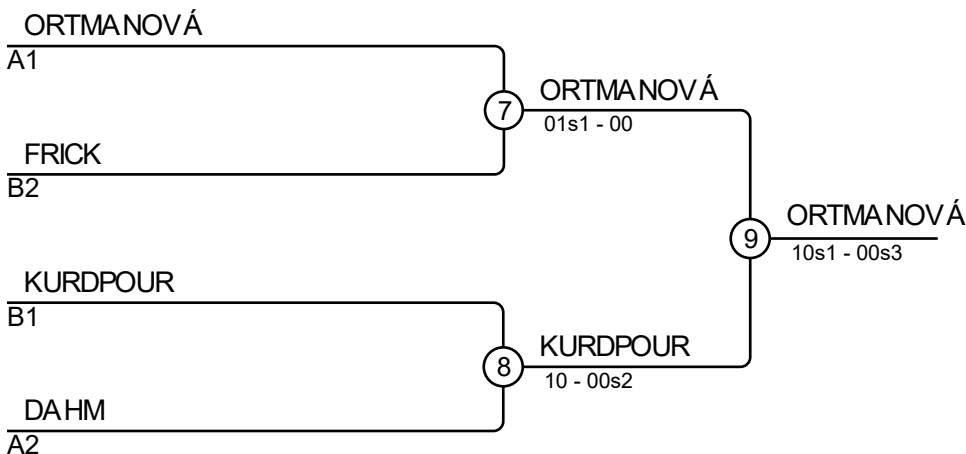 ORTMANOVÁ
A1
7
ORTMANOVÁ
01s1 - 00
FRICK
B2
9
ORTMANOVÁ
10s1 - 00s3
KURDPOUR
B1
8
KURDPOUR
10 - 00s2
DAHM
A2